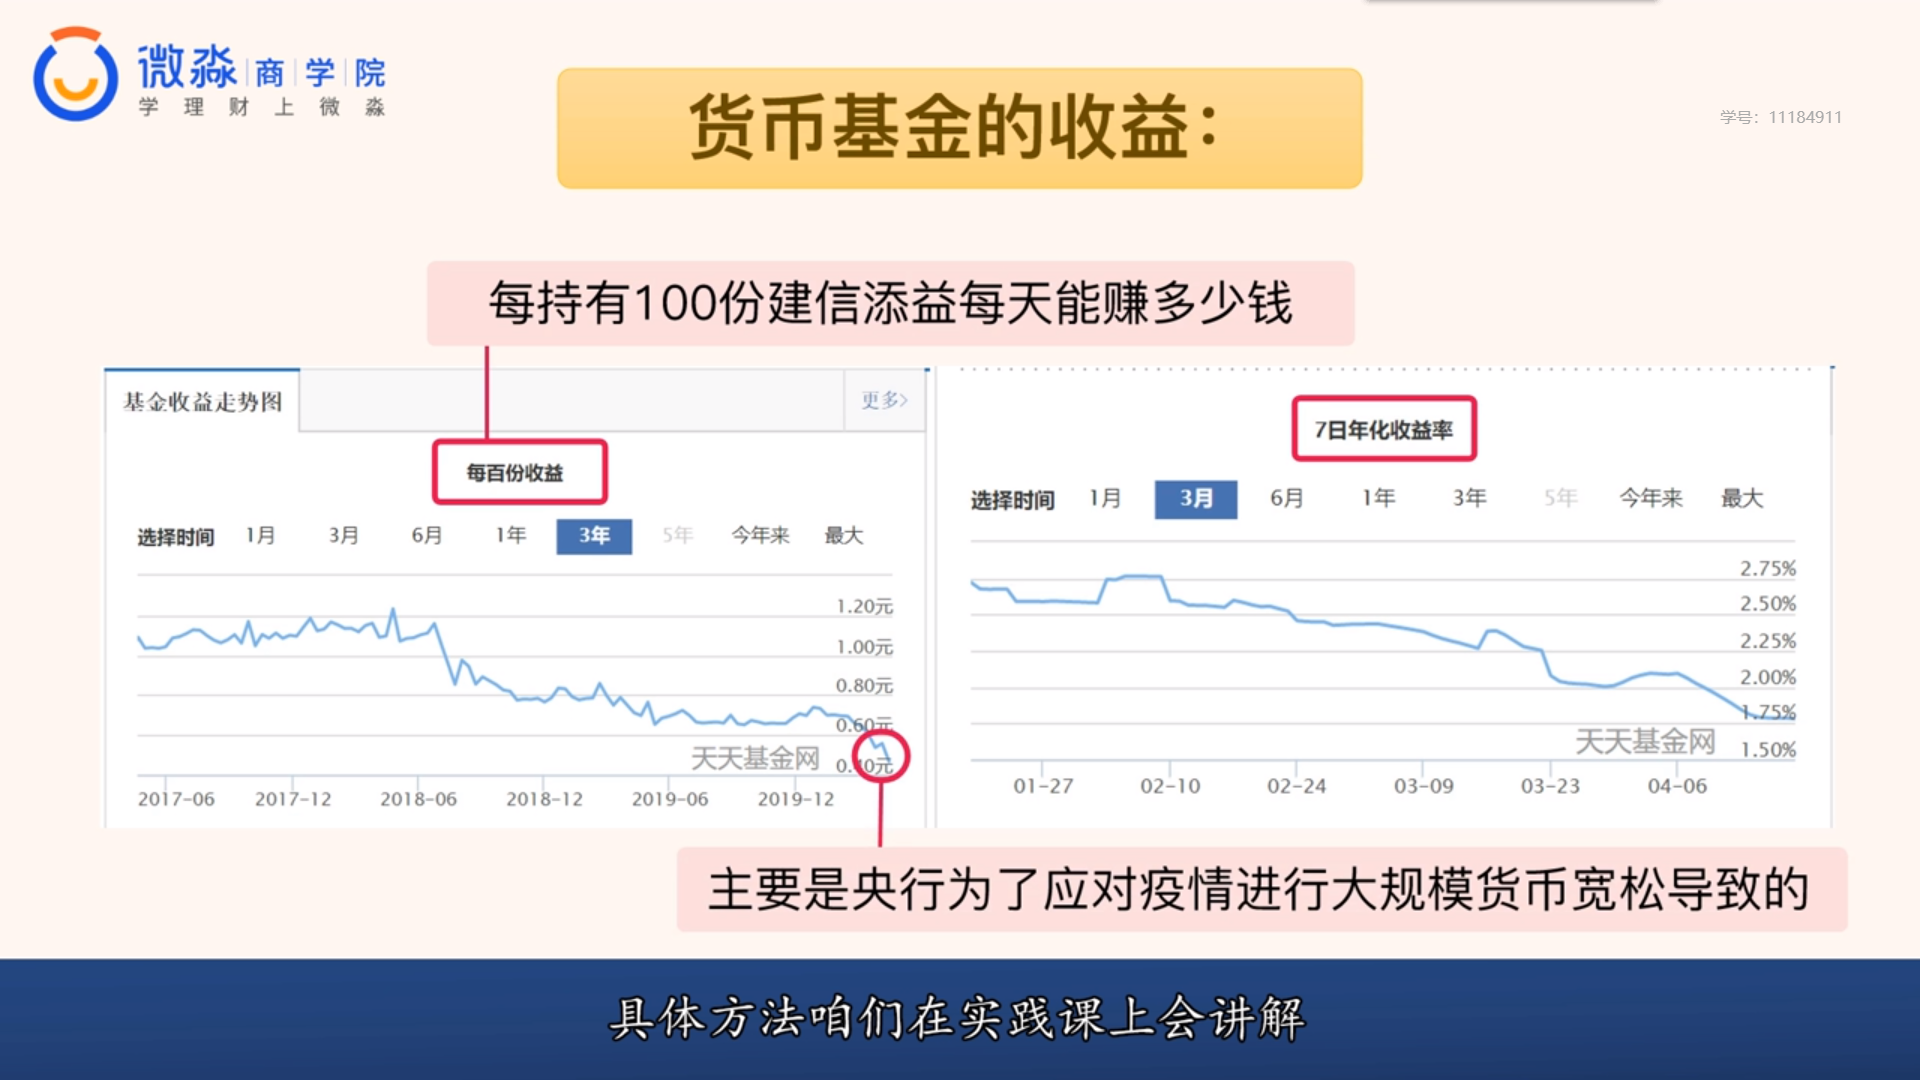 微淼商学院
学理财上微淼
货币基金的收益：
学号：11184911
每持有100份建信添益每天能赚多少钱
基金收益走势图
更多>
每百份收益
选择时间 1月 3月 6月 1年 3年 5年 今年来 最大
1.20元
1.00元
0.80元
0.60元
0.40元
天天基金网
2017-06 2017-12 2018-06 2018-12 2019-06 2019-12
7日年化收益率
选择时间 1月 3月 6月 1年 3年 5年 今年来 最大
2.75%
2.50%
2.25%
2.00%
1.75%
1.50%
天天基金网
01-27 02-10 02-24 03-09 03-23 04-06
主要是央行为了应对疫情进行大规模货币宽松导致的
具体方法咱们在实践课上会讲解